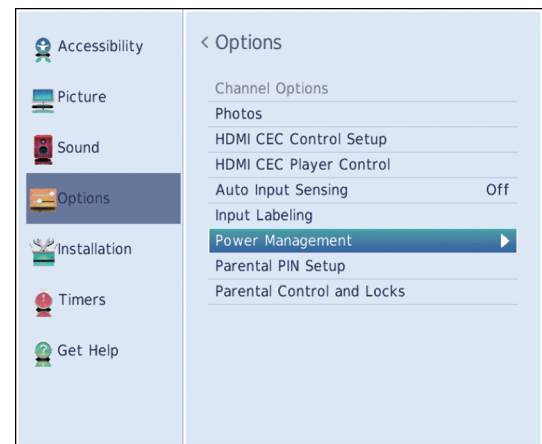 Accessibility
Picture
Sound
Options
Installation
Timers
Get Help
< Options
Channel Options
Photos
HDMI CEC Control Setup
HDMI CEC Player Control
Auto Input Sensing Off
Input Labeling
Power Management
Parental PIN Setup
Parental Control and Locks